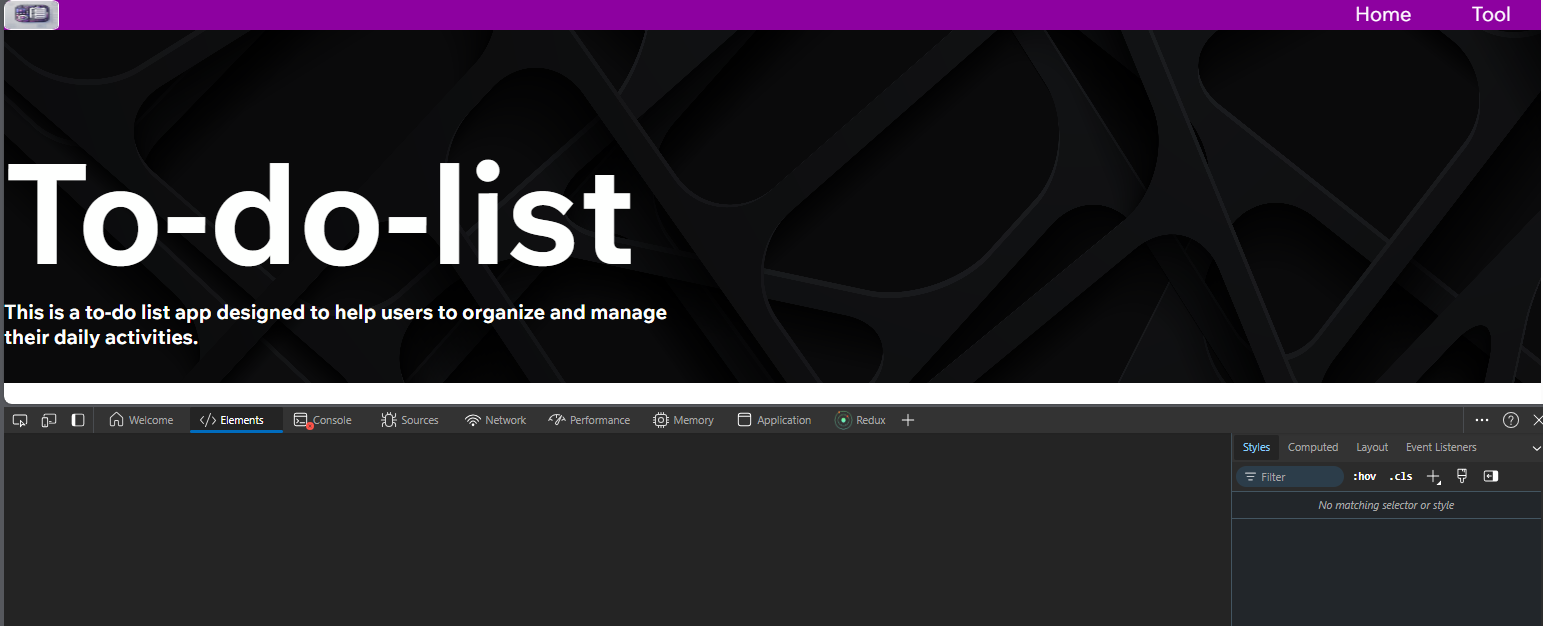 Home Tool
To-do-list
This is a to-do list app designed to help users to organize and manage
their daily activities.
Welcome Elements Console Sources Network Performance Memory Application Redux
Styles Computed Layout Event Listeners
Filter :hov .cls
No matching selector or style